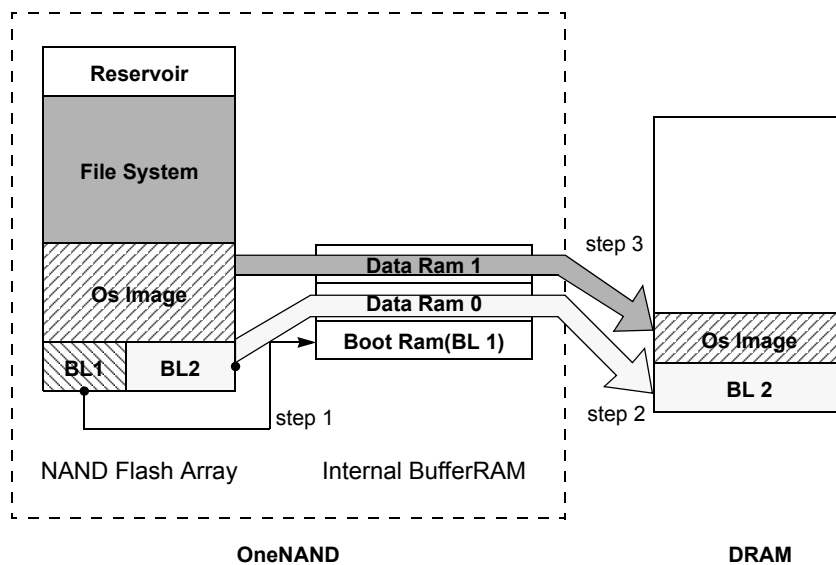 Reservoir
File System
Os Image
BL1
BL2
Data Ram 1
Data Ram 0
Boot Ram(BL 1)
step 1
step 3
step 2
Os Image
BL 2
NAND Flash Array
Internal BufferRAM
OneNAND
DRAM